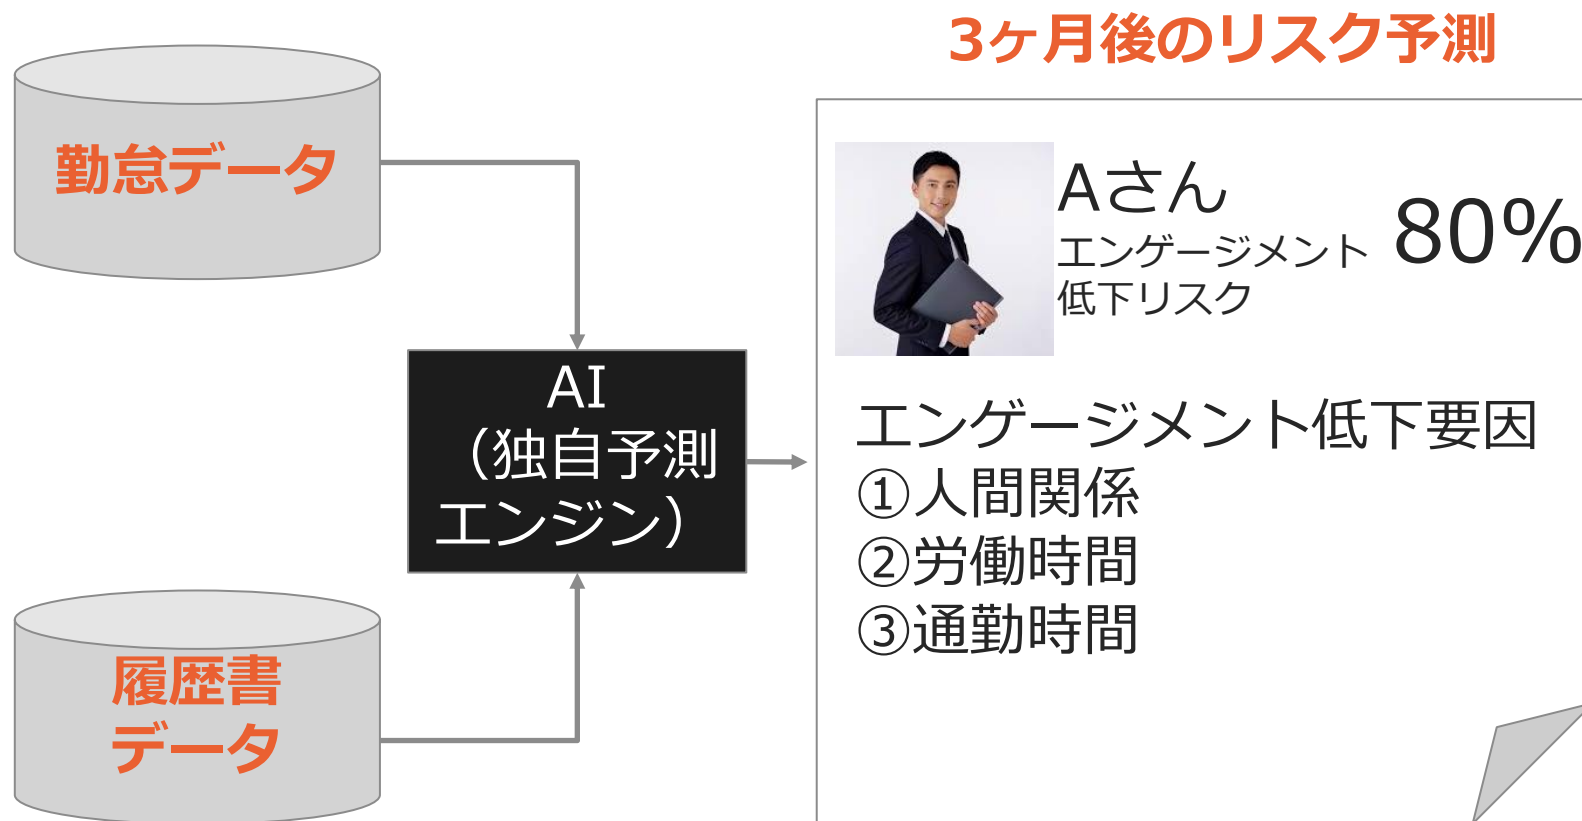 3ヶ月後のリスク予測
勤怠データ
Aさん
エンゲージメント
低下リスク
80%
AI
（独自予測
エンジン）
エンゲージメント低下要因
①人間関係
②労働時間
③通勤時間
履歴書
データ